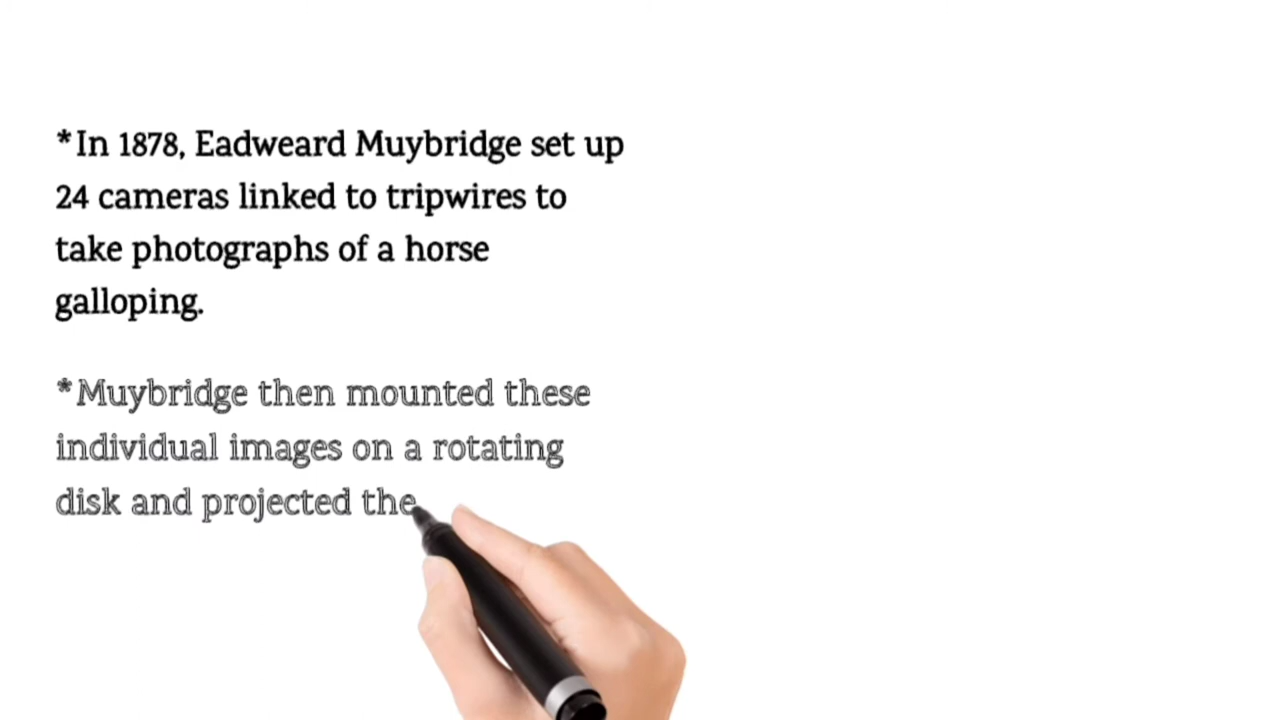 *In 1878, Eadweard Muybridge set up
24 cameras linked to tripwires to
take photographs of a horse
galloping.
*Muybridge then mounted these
individual images on a rotating
disk and projected the